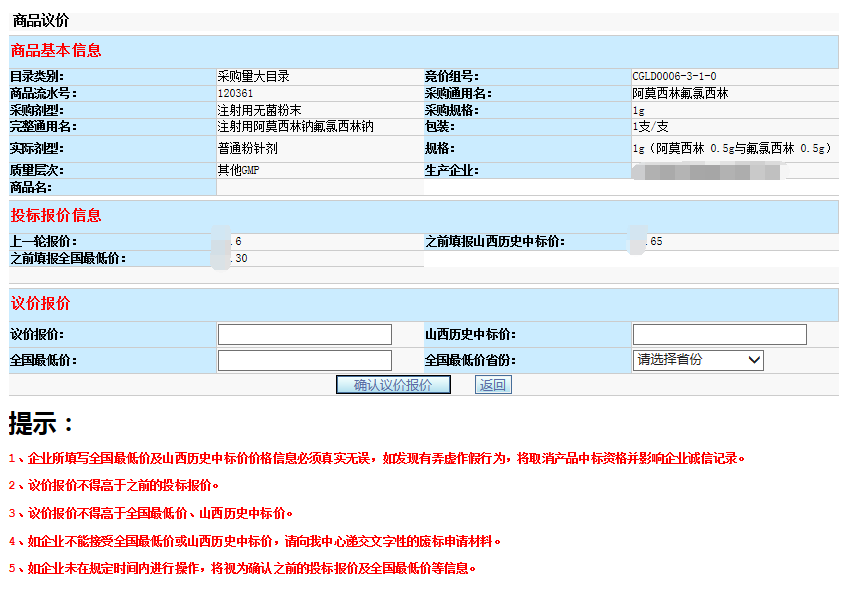 商品议价
商品基本信息
目录类别: 采购量大目录 竞价组号: CGLD0006-3-1-0
商品流水号: 120361 采购通用名: 阿莫西林氟氯西林
采购剂型: 注射用无菌粉末 采购规格: 1g
完整通用名: 注射用阿莫西林钠氟氯西林钠 包装: 1支/支
实际剂型: 普通粉针剂 规格: 1g（阿莫西林 0.5g与氟氯西林 0.5g）
质量层次: 其他GMP 生产企业:
商品名:
投标报价信息
上一轮报价: .6 之前填报山西历史中标价: .65
之前填报全国最低价: .30
议价报价
议价报价: 山西历史中标价:
全国最低价: 全国最低价省份: 请选择省份
确认议价报价 返回
提示：
1、企业所填写全国最低价及山西历史中标价价格信息必须真实无误，如发现有弄虚作假行为，将取消产品中标资格并影响企业诚信记录。
2、议价报价不得高于之前的投标报价。
3、议价报价不得高于全国最低价、山西历史中标价。
4、如企业不能接受全国最低价或山西历史中标价，请向我中心递交文字性的废标申请材料。
5、如企业未在规定时间内进行操作，将视为确认之前的投标报价及全国最低价等信息。